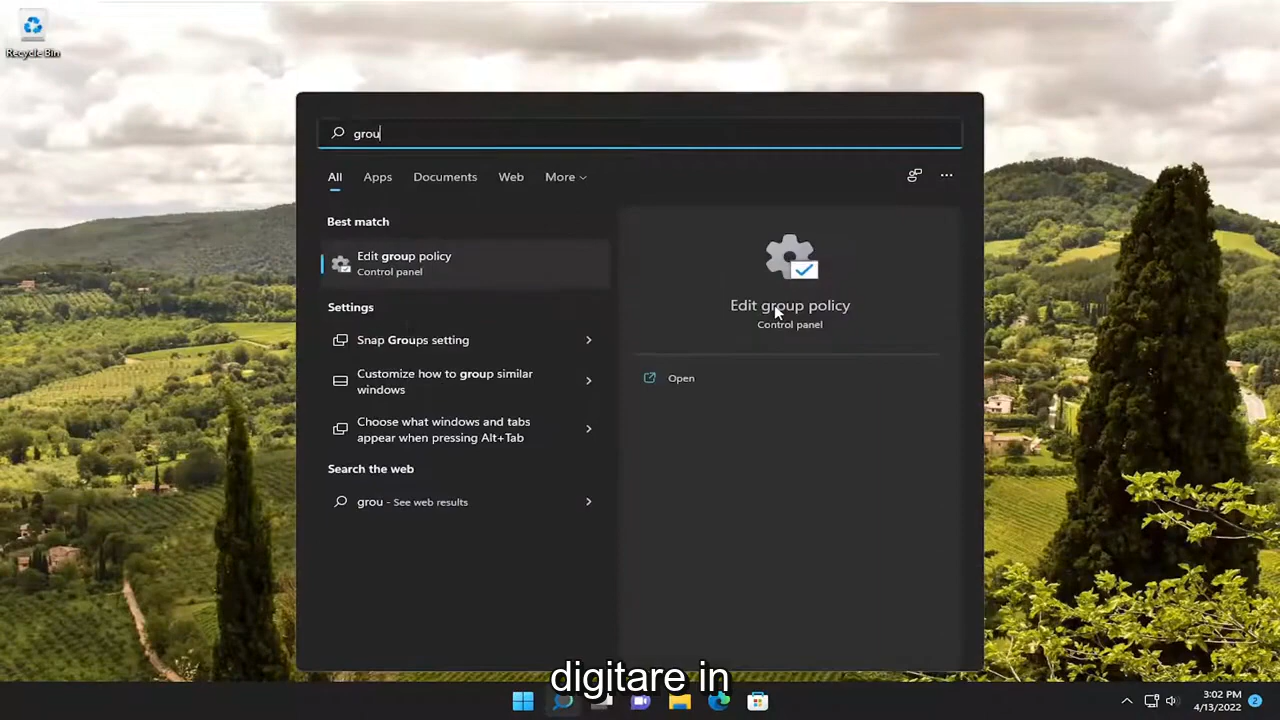 Recycle Bin
grou
All
Apps
Documents
Web
More
Best match
Edit group policy
Control panel
Settings
Snap Groups setting
Customize how to group similar
windows
Choose what windows and tabs
appear when pressing Alt+Tab
Search the web
grou - See web results
Edit group policy
Control panel
Open
digitare in
3:02 PM
4/13/2022
2